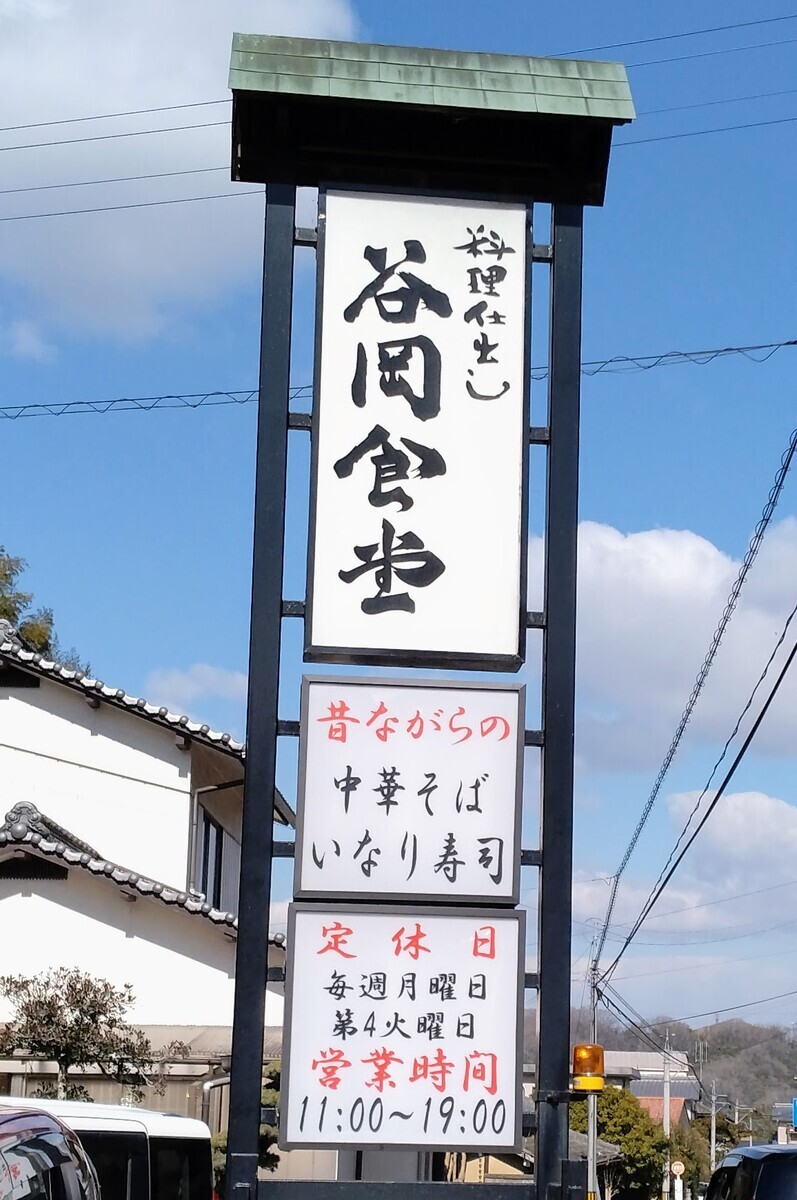 料理仕出し
谷岡食堂
昔ながらの
中華そば
いなり寿司
定休日
毎週月曜日
第4火曜日
営業時間
11:00～19:00